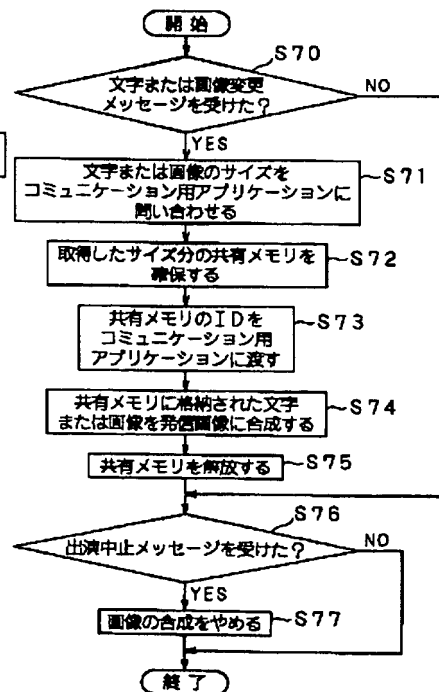 開始
S70
文字または画像変更
メッセージを受けた？
NO
YES
文字または画像のサイズを
コミュニケーション用アプリケーションに
問い合わせる
S71
取得したサイズ分の共有メモリを
確保する
S72
共有メモリのIDを
コミュニケーション用
アプリケーションに渡す
S73
共有メモリに格納された文字
または画像を発信画像に合成する
S74
共有メモリを解放する
S75
S76
出演中止メッセージを受けた？
NO
YES
画像の合成をやめる
S77
終了